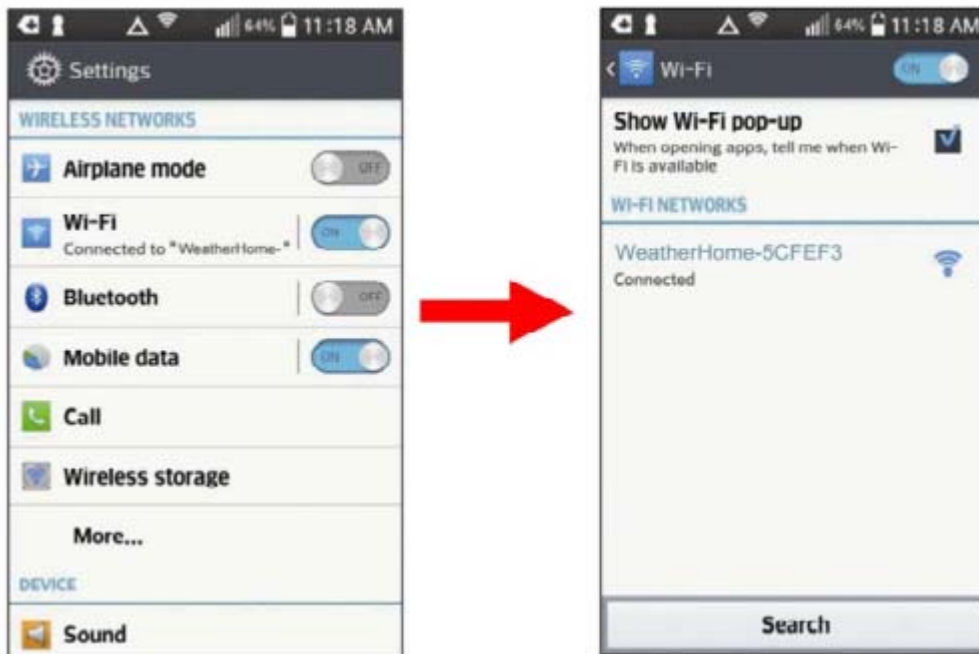 64% 11:18 AM
Settings
WIRELESS NETWORKS
Airplane mode OFF
Wi-Fi ON
Connected to "WeatherHome-"
Bluetooth OFF
Mobile data ON
Call
Wireless storage
More...
DEVICE
Sound
64% 11:18 AM
Wi-Fi ON
Show Wi-Fi pop-up
When opening apps, tell me when Wi-
Fi is available
WI-FI NETWORKS
WeatherHome-5CFEF3
Connected
Search